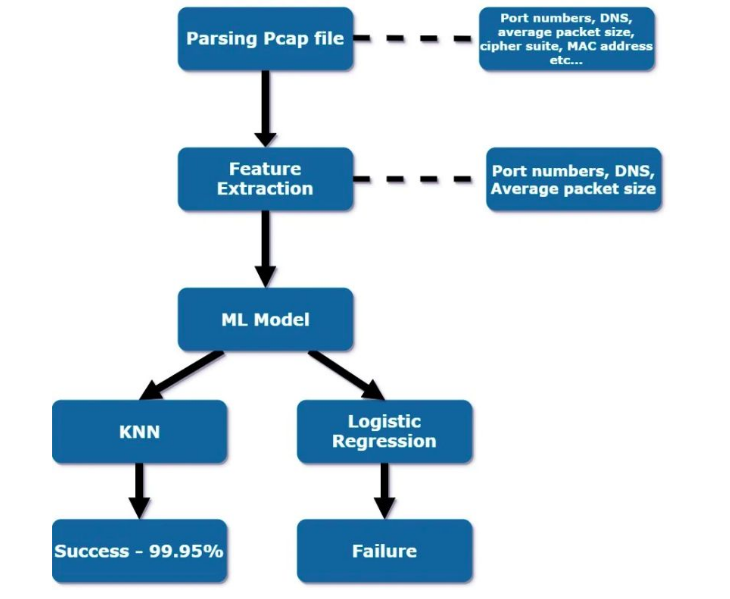 Parsing Pcap file
Port numbers, DNS,
average packet size,
cipher suite, MAC address
etc...
Feature
Extraction
Port numbers, DNS,
Average packet size
ML Model
KNN
Logistic
Regression
Success - 99.95%
Failure